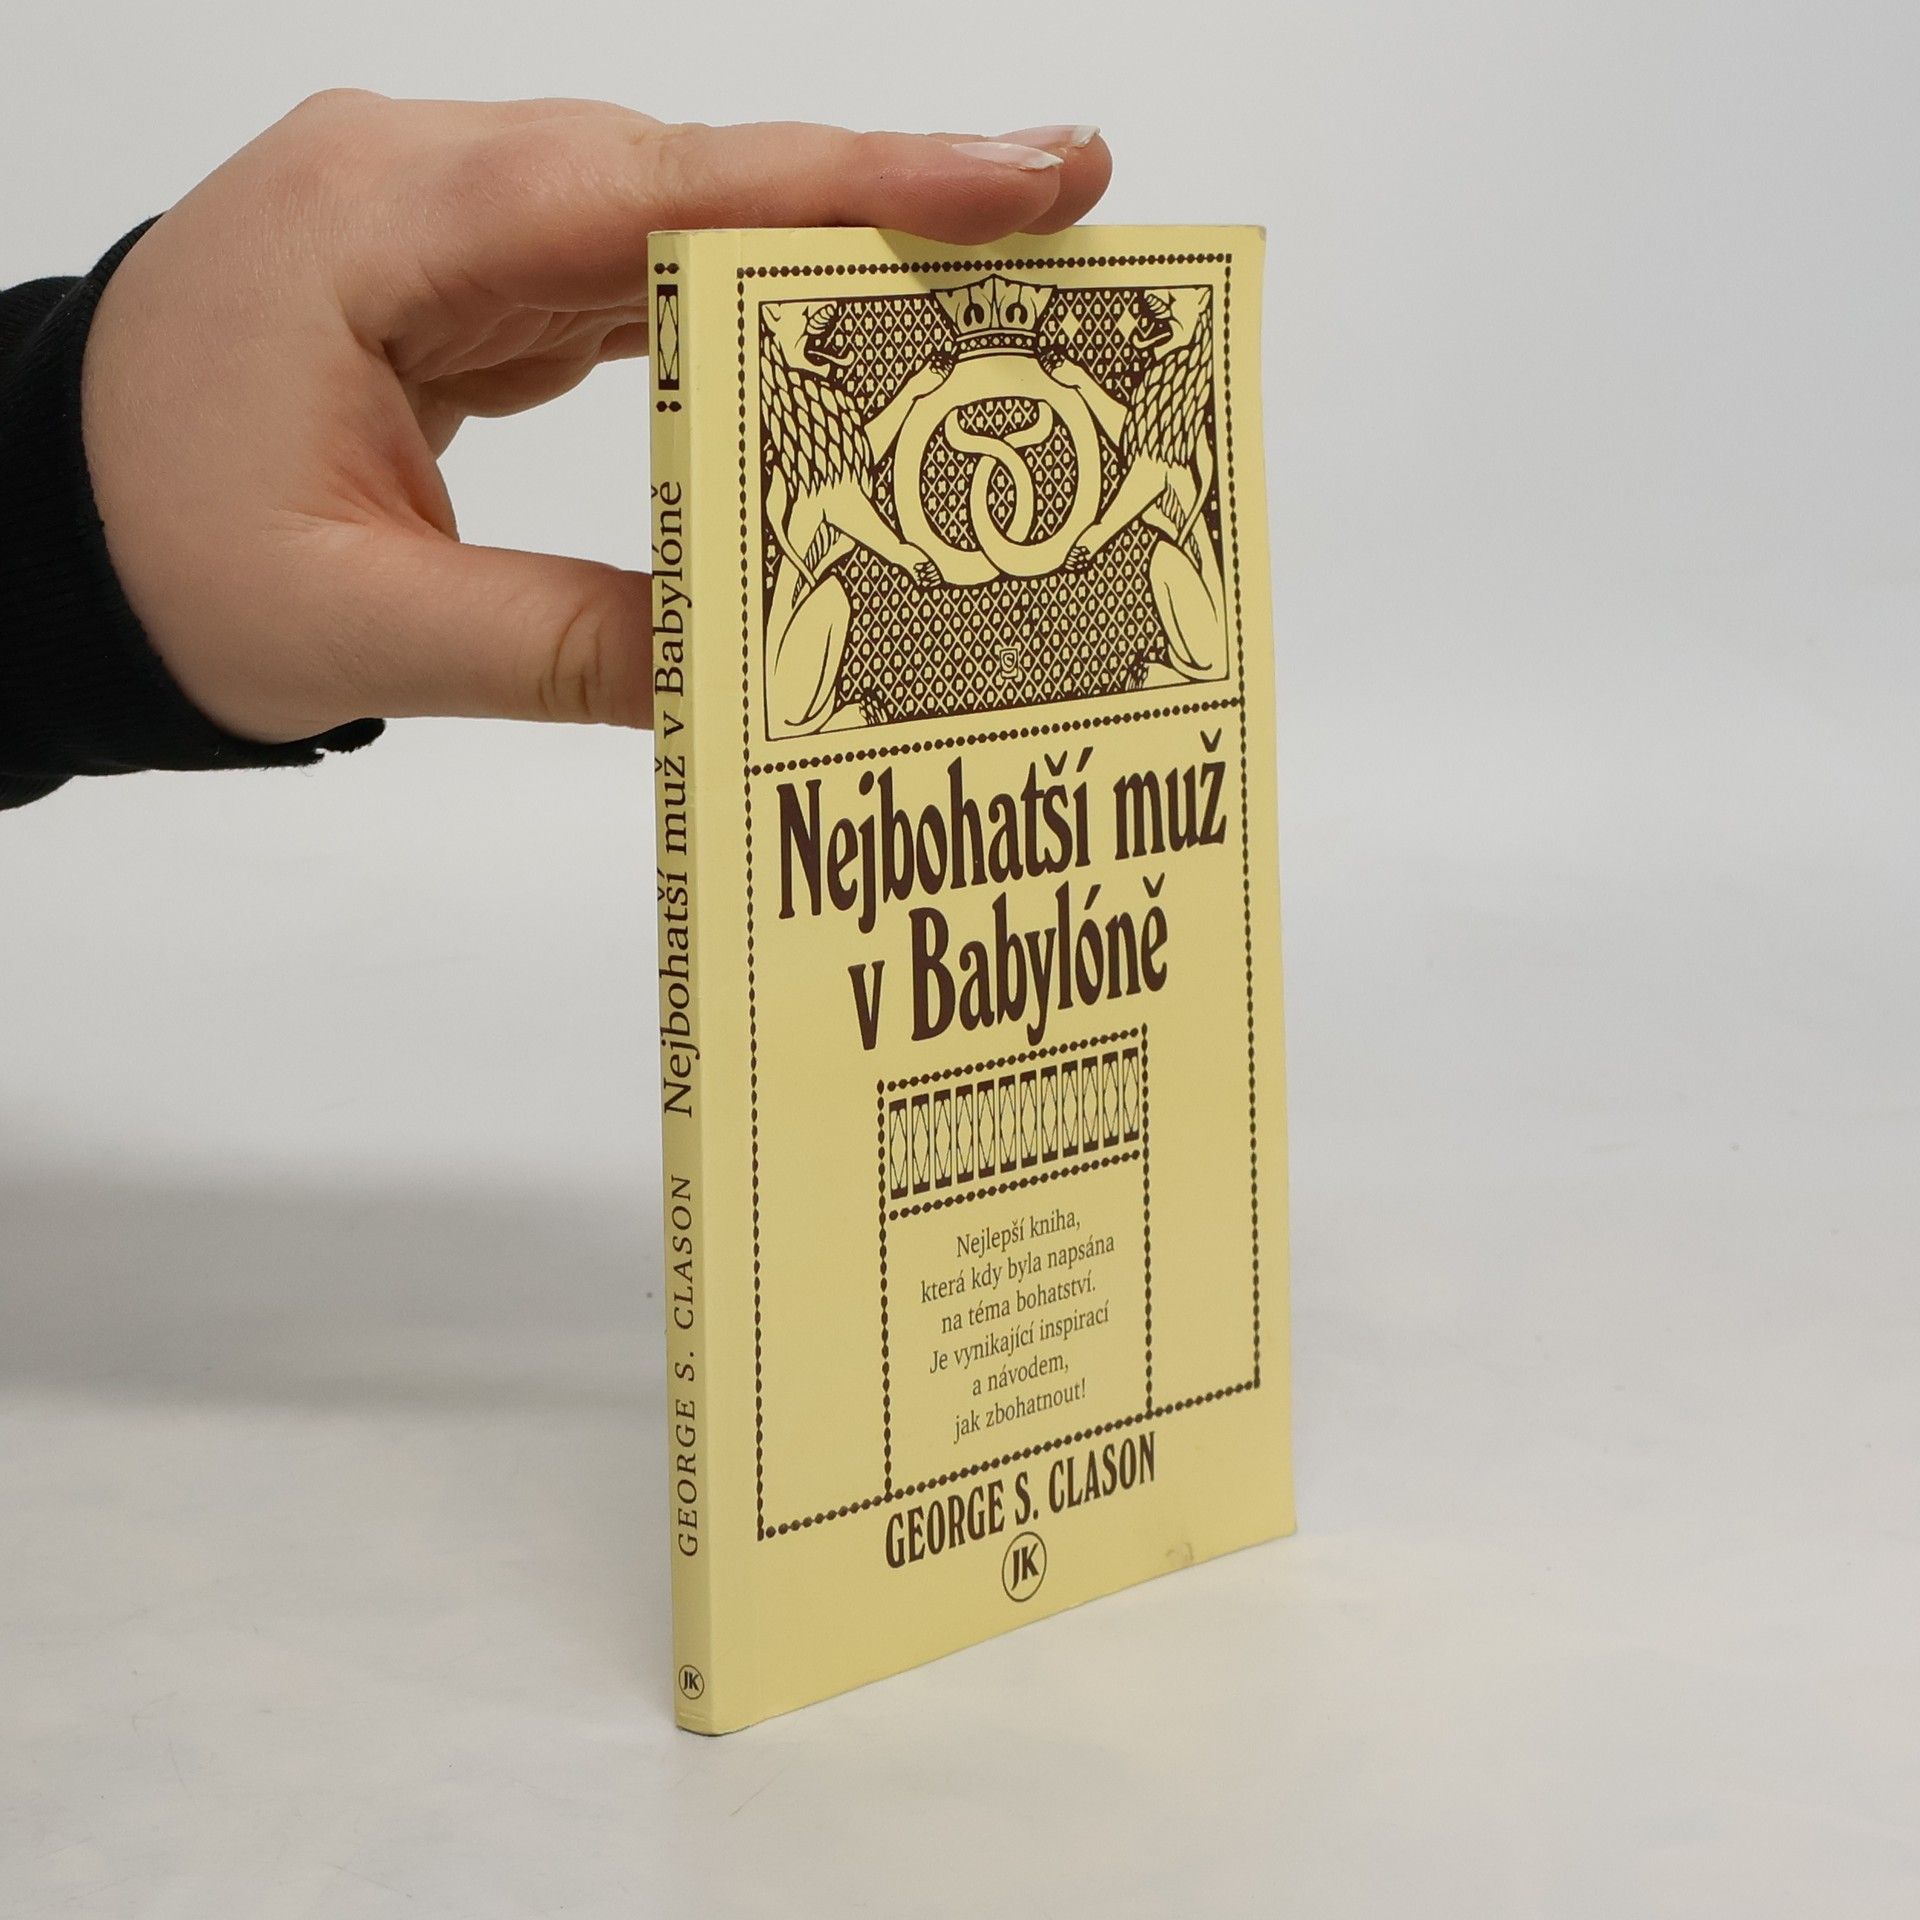 GEORGE S. CLASON Nejbohatší muž v Babylóně
JK
Nejbohatší muž
v Babylóně
Nejlepší kniha,
která kdy byla napsána
na téma bohatství.
Je vynikající inspirací
a návodem,
jak zbohatnout!
GEORGE S. CLASON
JK